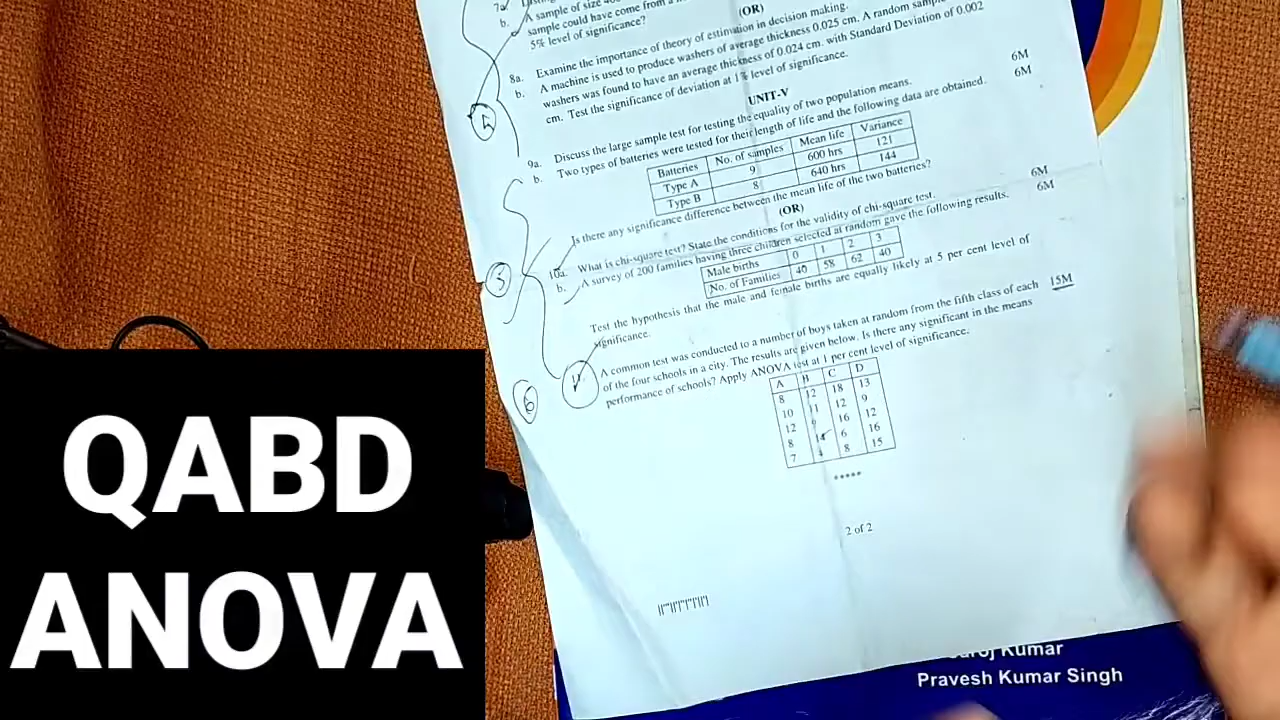 b. A sample of size
sample could have come from a
5% level of significance?
(OR)
8a. Examine the importance of theory of estimation in decision making.
b. A machine is used to produce washers of average thickness 0.025 cm. A random
washers was found to have an average thickness of 0.024 cm. with Standard Deviation of 0.002
cm. Test the significance of deviation at 1% level of significance.
UNIT-V
9a. Discuss the large sample test for testing the equality of two population means. 6M
b. Two types of batteries were tested for their length of life and the following data are obtained. 6M
Batteries No. of samples Mean life Variance
Type A 9 600 hrs 121
Type B 8 640 hrs 144
Is there any significance difference between the mean life of the two batteries?
(OR)
10a. What is chi-square test? State the conditions for the validity of chi-square test. 6M
b. A survey of 200 families having three children selected at random gave the following results. 6M
Male births 0 1 2 3
No. of Families 40 58 62 40
Test the hypothesis that the male and female births are equally likely at 5 per cent level of
significance.
A common test was conducted to a number of boys taken at random from the fifth class of each 15M
of the four schools in a city. The results are given below. Is there any significant in the means
performance of schools? Apply ANOVA test at 1 per cent level of significance.
A B C D
8 12 18 13
10 11 12 9
12 9 16 12
8 14 6 16
7 4 8 15
*****
2 of 2
QABD
ANOVA
Kumar
Pravesh Kumar Singh